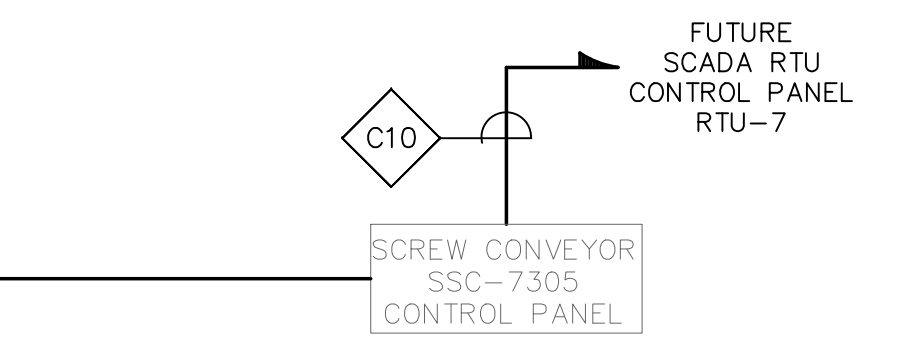 FUTURE
SCADA RTU
CONTROL PANEL
RTU-7
C10
SCREW CONVEYOR
SSC-7305
CONTROL PANEL